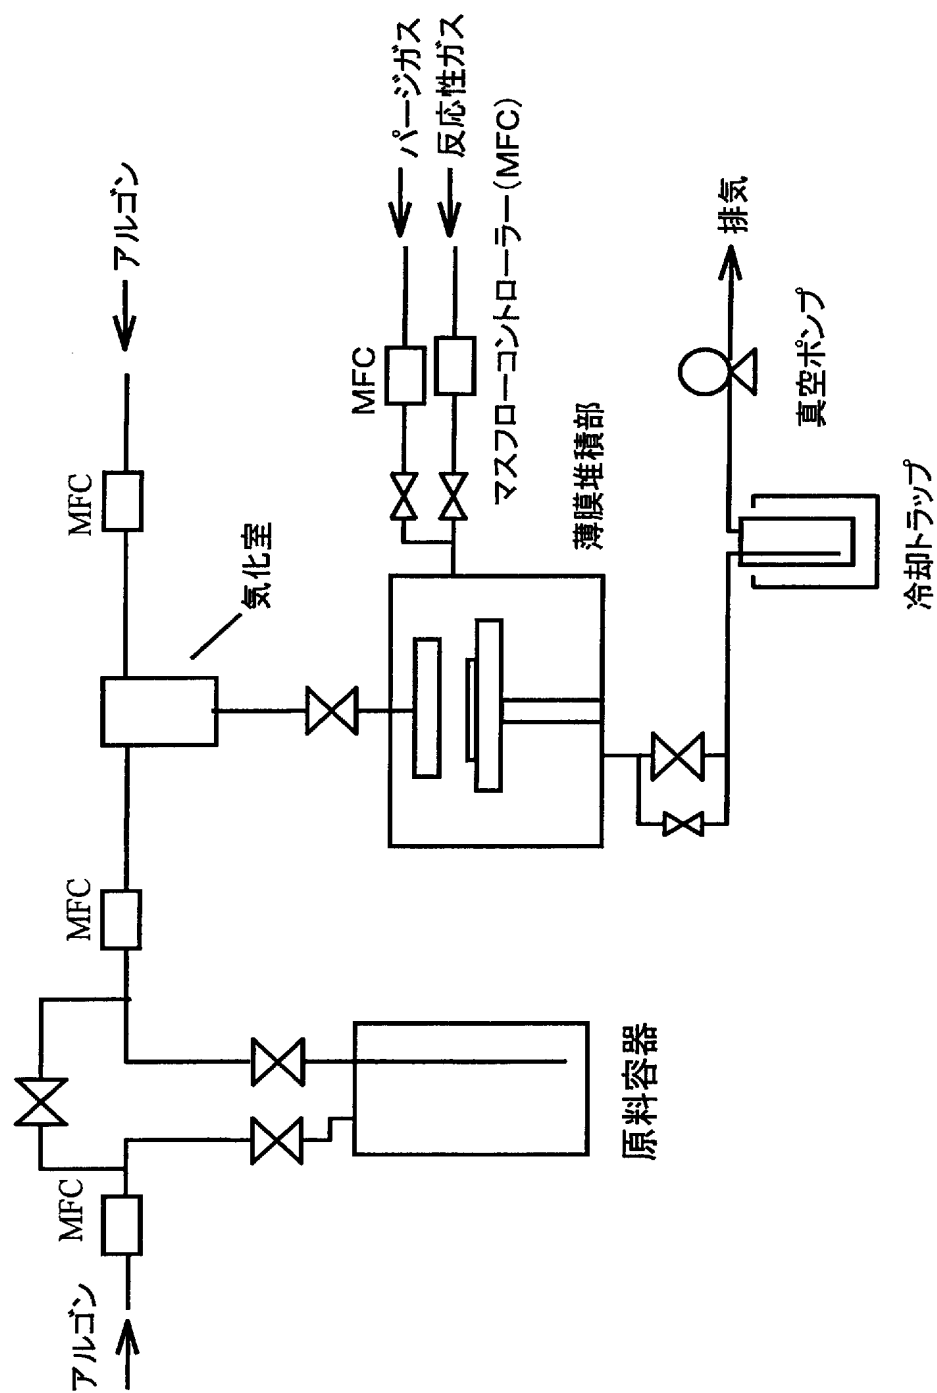 アルゴン
MFC
MFC
MFC
アルゴン
気化室
原料容器
MFC
パージガス
反応性ガス
マスフローコントローラー(MFC)
薄膜堆積部
排気
真空ポンプ
冷却トラップ